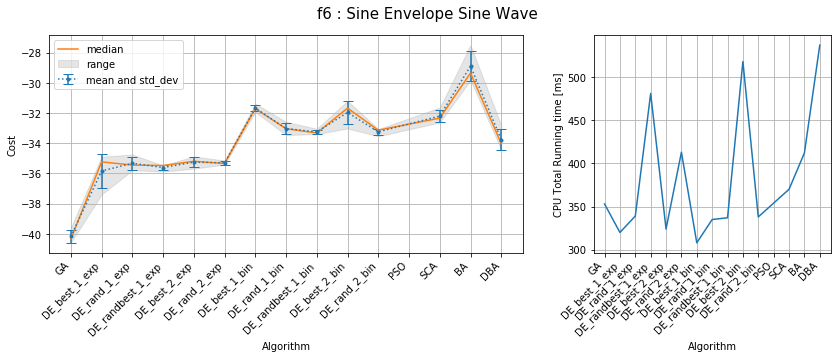 f6 : Sine Envelope Sine Wave
median
range
mean and std_dev
Cost
−28
−30
−32
−34
−36
−38
−40
GA
DE_best_1_exp
DE_rand_1_exp
DE_randbest_1_exp
DE_best_2_exp
DE_rand_2_exp
DE_best_1_bin
DE_rand_1_bin
DE_randbest_1_bin
DE_best_2_bin
DE_rand_2_bin
PSO
SCA
BA
DBA
Algorithm
CPU Total Running time [ms]
500
450
400
350
300
GA
DE_best_1_exp
DE_rand_1_exp
DE_randbest_1_exp
DE_best_2_exp
DE_rand_2_exp
DE_best_1_bin
DE_rand_1_bin
DE_randbest_1_bin
DE_best_2_bin
DE_rand_2_bin
PSO
SCA
BA
DBA
Algorithm